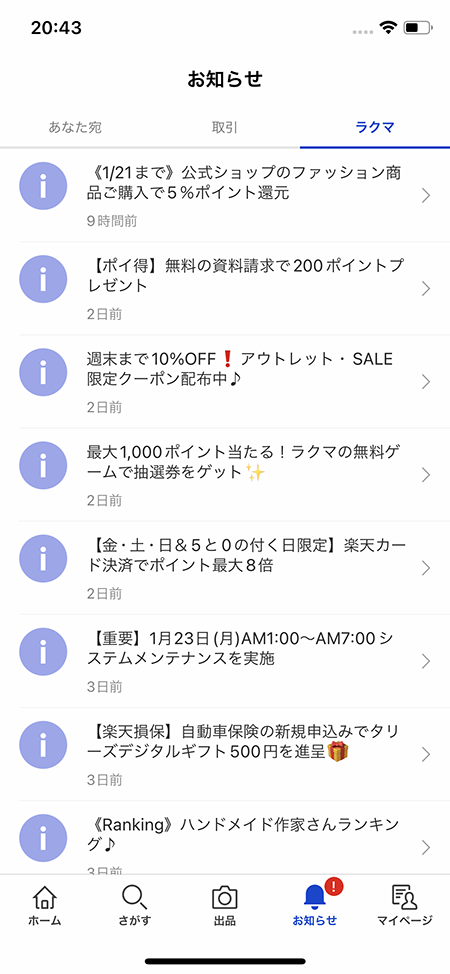 20:43
お知らせ
あなた宛
取引
ラクマ
《1/21まで》公式ショップのファッション商
品ご購入で5％ポイント還元
9時間前
【ポイ得】無料の資料請求で200ポイントプ
レゼント
2日前
週末まで10%OFF❗アウトレット・SALE
限定クーポン配布中♪
2日前
最大1,000ポイント当たる！ラクマの無料ゲ
ームで抽選券をゲット✨
2日前
【金・土・日＆５と０の付く日限定】楽天カー
ド決済でポイント最大８倍
2日前
【重要】1月23日(月)AM1:00〜AM7:00シ
ステムメンテナンスを実施
3日前
【楽天損保】自動車保険の新規申込みでタリ
ーズデジタルギフト500円を進呈🎁
3日前
《Ranking》ハンドメイド作家さんランキン
グ♪
3日前
ホーム
さがす
出品
お知らせ
マイページ